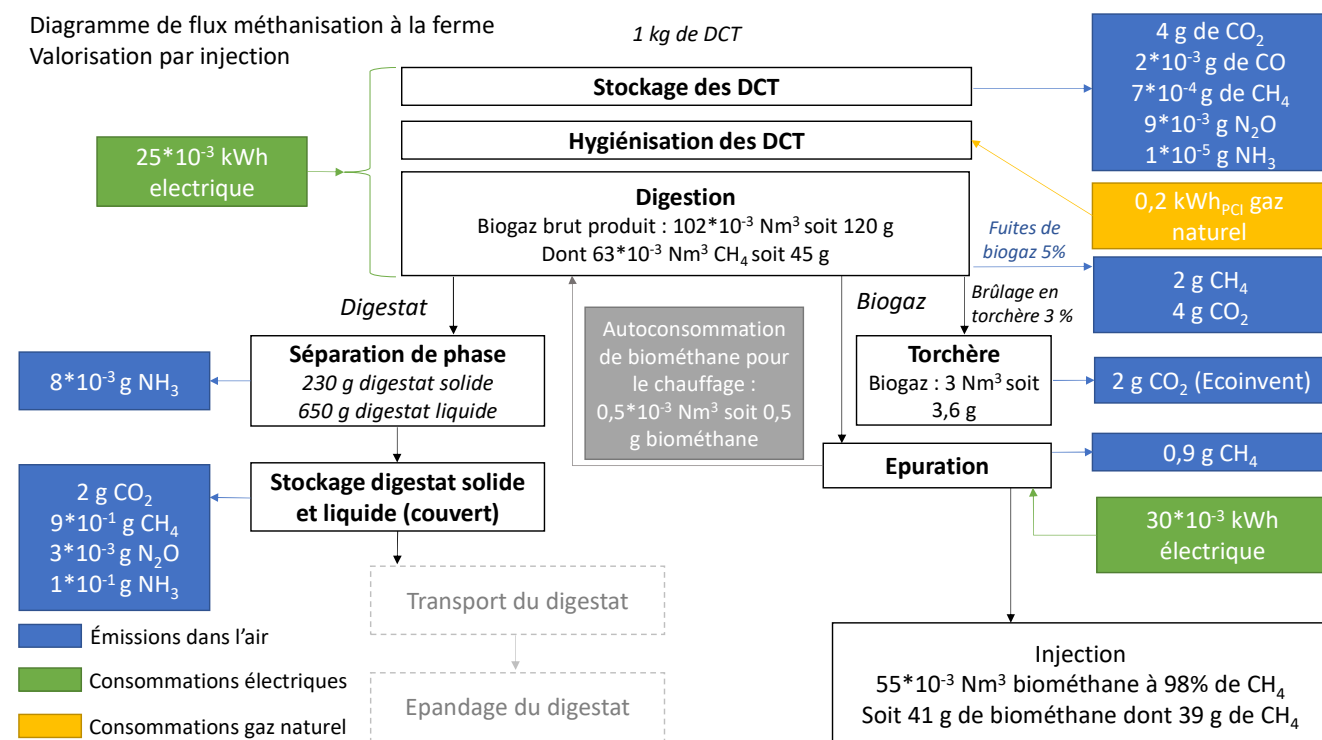 Diagramme de flux méthanisation à la ferme
Valorisation par injection
1 kg de DCT
Stockage des DCT
4 g de CO₂
2*10⁻³ g de CO
7*10⁻⁴ g de CH₄
9*10⁻³ g N₂O
1*10⁻⁵ g NH₃
Hygiénisation des DCT
25*10⁻³ kWh
electrique
0,2 kWhPCI gaz
naturel
Digestion
Biogaz brut produit : 102*10⁻³ Nm³ soit 120 g
Dont 63*10⁻³ Nm³ CH₄ soit 45 g
Fuites de
biogaz 5%
2 g CH₄
4 g CO₂
Digestat
Biogaz
Brûlage en
torchère 3 %
Séparation de phase
230 g digestat solide
650 g digestat liquide
8*10⁻³ g NH₃
Autoconsommation
de biométhane pour
le chauffage :
0,5*10⁻³ Nm³ soit 0,5
g biométhane
Torchère
Biogaz : 3 Nm³ soit
3,6 g
2 g CO₂ (Ecoinvent)
Epuration
0,9 g CH₄
Stockage digestat solide
et liquide (couvert)
2 g CO₂
9*10⁻¹ g CH₄
3*10⁻³ g N₂O
1*10⁻¹ g NH₃
30*10⁻³ kWh
électrique
Transport du digestat
Epandage du digestat
Injection
55*10⁻³ Nm³ biométhane à 98% de CH₄
Soit 41 g de biométhane dont 39 g de CH₄
Émissions dans l’air
Consommations électriques
Consommations gaz naturel